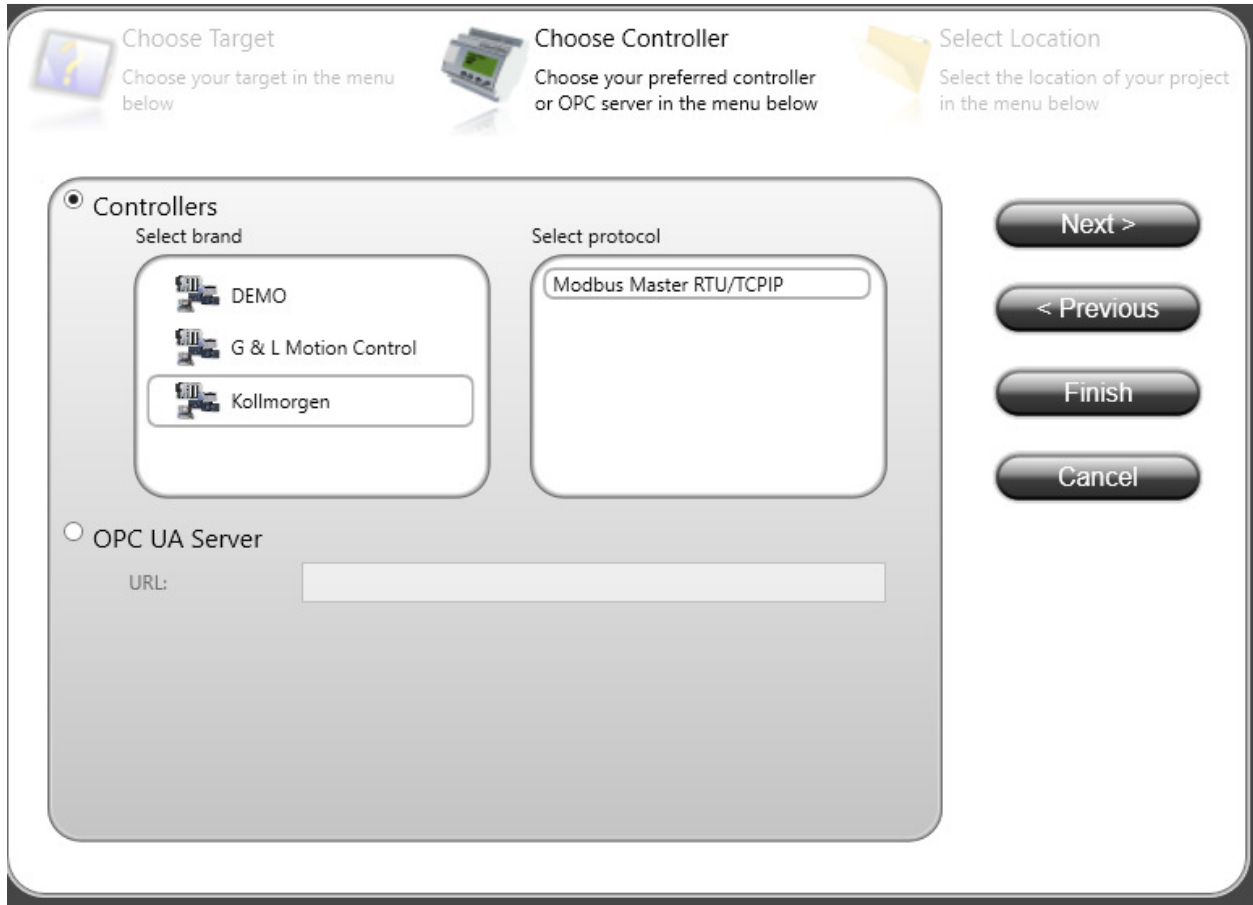 Choose Target
Choose your target in the menu
below
Choose Controller
Choose your preferred controller
or OPC server in the menu below
Select Location
Select the location of your project
in the menu below
Controllers
Select brand
DEMO
G & L Motion Control
Kollmorgen
Select protocol
Modbus Master RTU/TCPIP
OPC UA Server
URL:
Next >
< Previous
Finish
Cancel